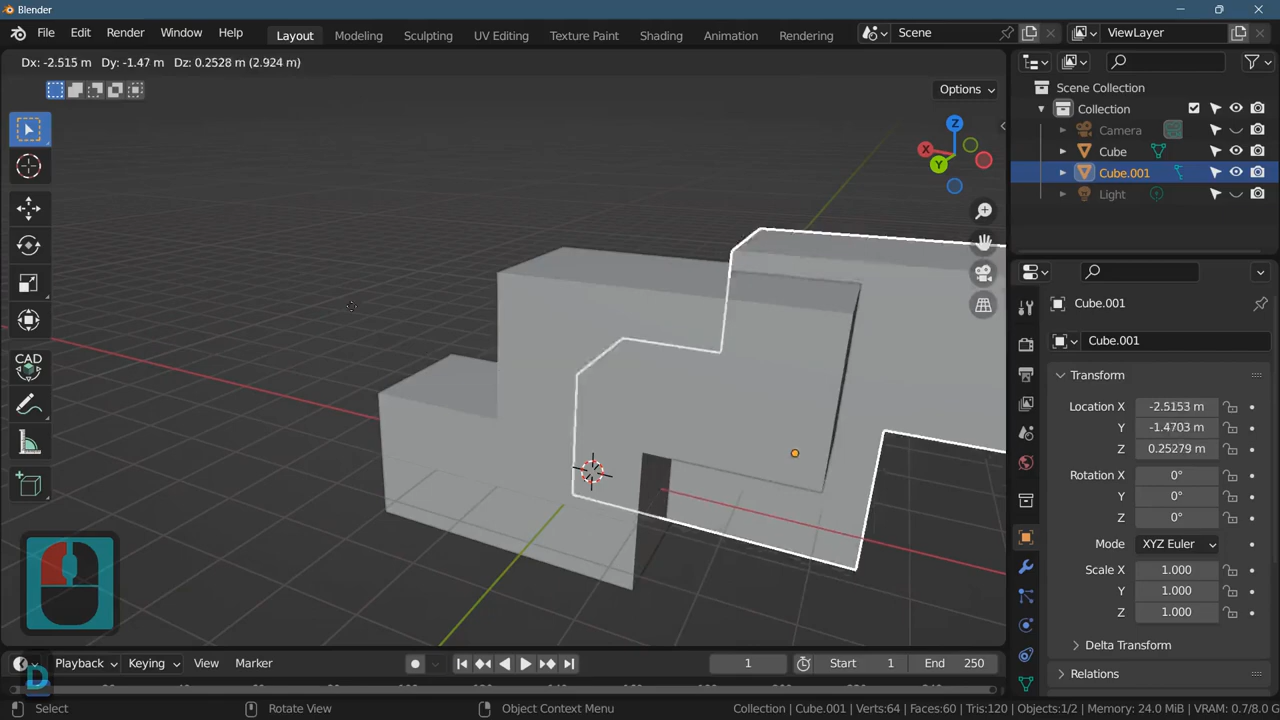 Blender
File Edit Render Window Help
Layout Modeling Sculpting UV Editing Texture Paint Shading Animation Rendering
Scene
ViewLayer
Dx: -2.515 m Dy: -1.47 m Dz: 0.2528 m (2.924 m)
Options
Z
X
Y
CAD
Scene Collection
Collection
Camera
Cube
Cube.001
Light
Cube.001
Cube.001
Transform
Location X -2.5153 m
Y -1.4703 m
Z 0.25279 m
Rotation X 0°
Y 0°
Z 0°
Mode XYZ Euler
Scale X 1.000
Y 1.000
Z 1.000
Delta Transform
Relations
D
Playback Keying View Marker
1
Start 1
End 250
Select
Rotate View
Object Context Menu
Collection | Cube.001 | Verts:64 | Faces:60 | Tris:120 | Objects:1/2 | Memory: 24.0 MiB | VRAM: 0.7/8.0 G